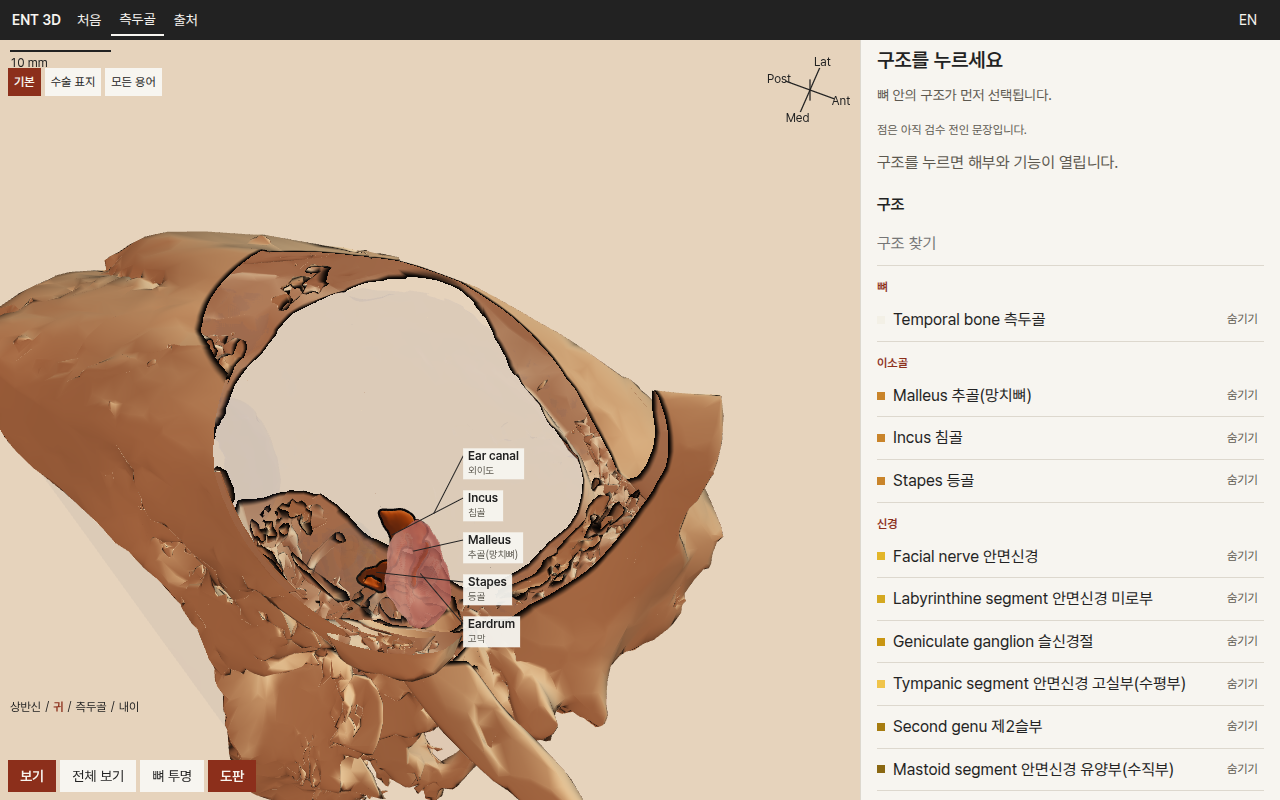 ENT 3D 처음 측두골 출처 EN
10 mm
기본 수술 표지 모든 용어
Lat
Post
Ant
Med
Ear canal
외이도
Incus
침골
Malleus
추골(망치뼈)
Stapes
등골
Eardrum
고막
상반신 / 귀 / 측두골 / 내이
보기 전체 보기 뼈 투명 도판
구조를 누르세요
뼈 안의 구조가 먼저 선택됩니다.
점은 아직 검수 전인 문장입니다.
구조를 누르면 해부와 기능이 열립니다.
구조
구조 찾기
뼈
Temporal bone 측두골 숨기기
이소골
Malleus 추골(망치뼈) 숨기기
Incus 침골 숨기기
Stapes 등골 숨기기
신경
Facial nerve 안면신경 숨기기
Labyrinthine segment 안면신경 미로부 숨기기
Geniculate ganglion 슬신경절 숨기기
Tympanic segment 안면신경 고실부(수평부) 숨기기
Second genu 제2슬부 숨기기
Mastoid segment 안면신경 유양부(수직부) 숨기기